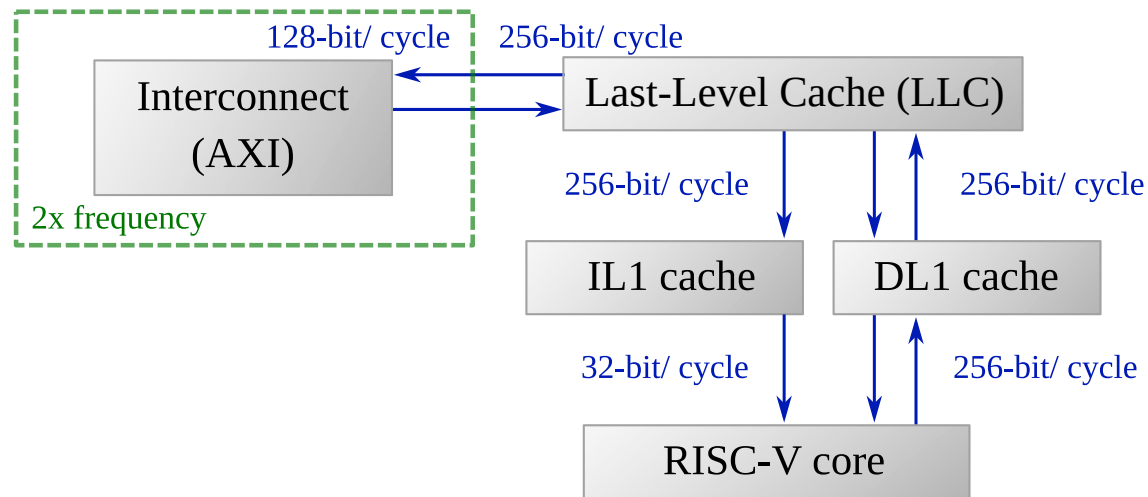 128-bit/ cycle
256-bit/ cycle
Interconnect
(AXI)
Last-Level Cache (LLC)
2x frequency
256-bit/ cycle
256-bit/ cycle
IL1 cache
DL1 cache
32-bit/ cycle
256-bit/ cycle
RISC-V core